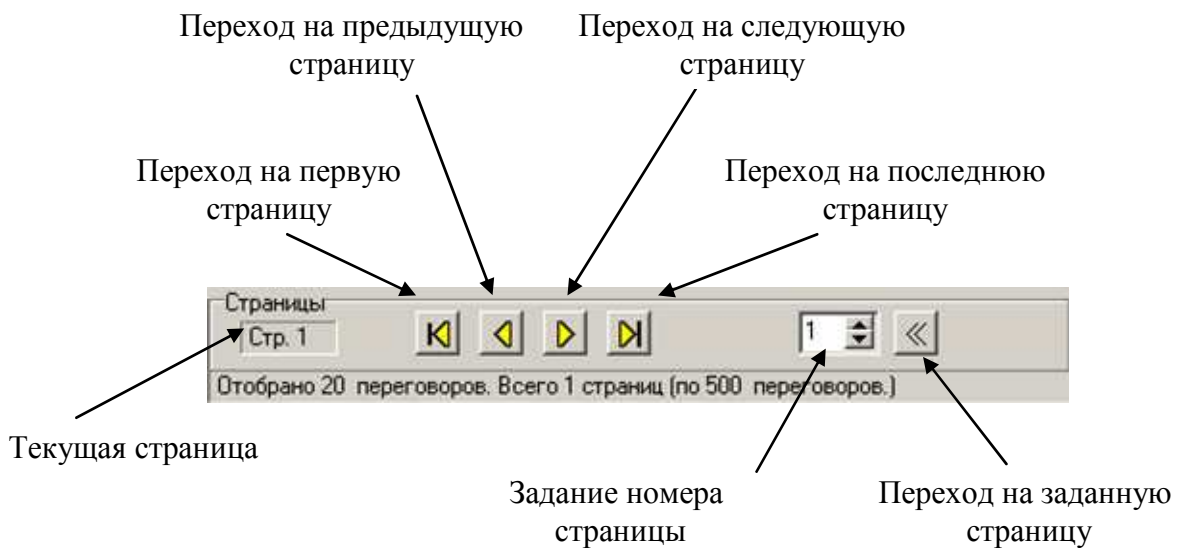 Переход на предыдущую
страницу
Переход на следующую
страницу
Переход на первую
страницу
Переход на последнюю
страницу
Страницы
Стр. 1
1
Отобрано 20 переговоров. Всего 1 страниц (по 500 переговоров.)
Текущая страница
Задание номера
страницы
Переход на заданную
страницу